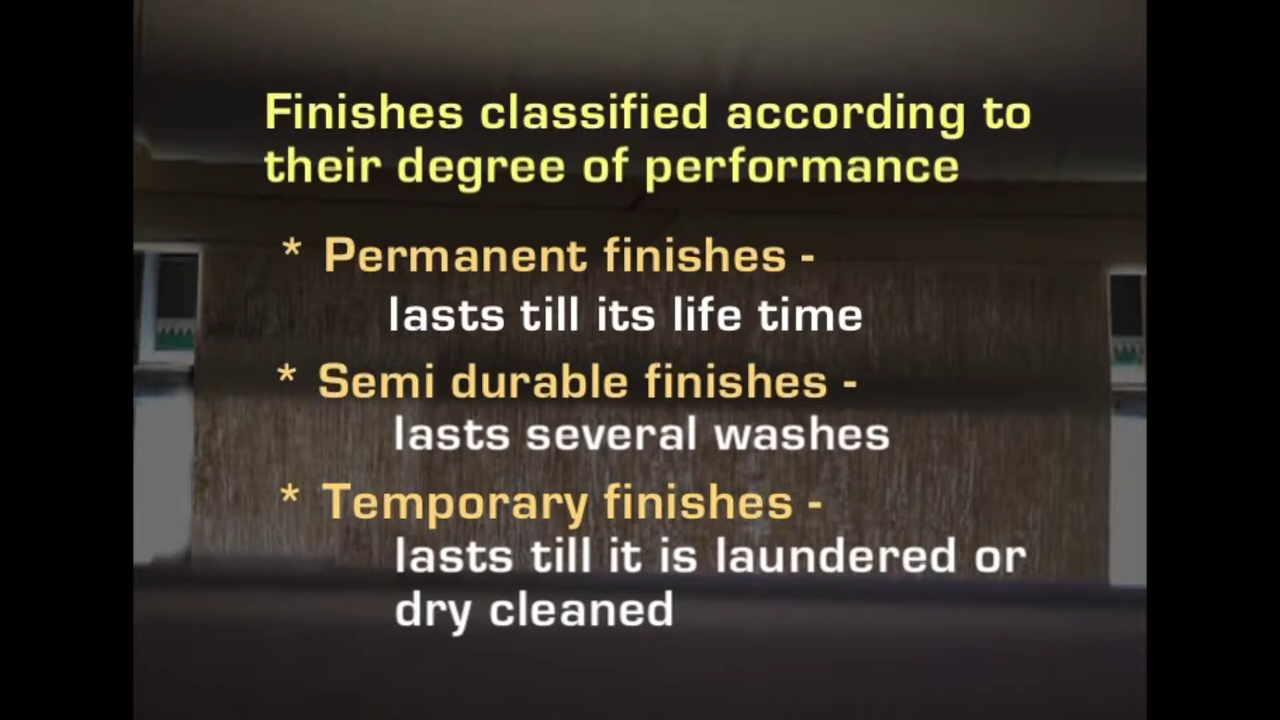 Finishes classified according to
their degree of performance
* Permanent finishes -
lasts till its life time
* Semi durable finishes -
lasts several washes
* Temporary finishes -
lasts till it is laundered or
dry cleaned